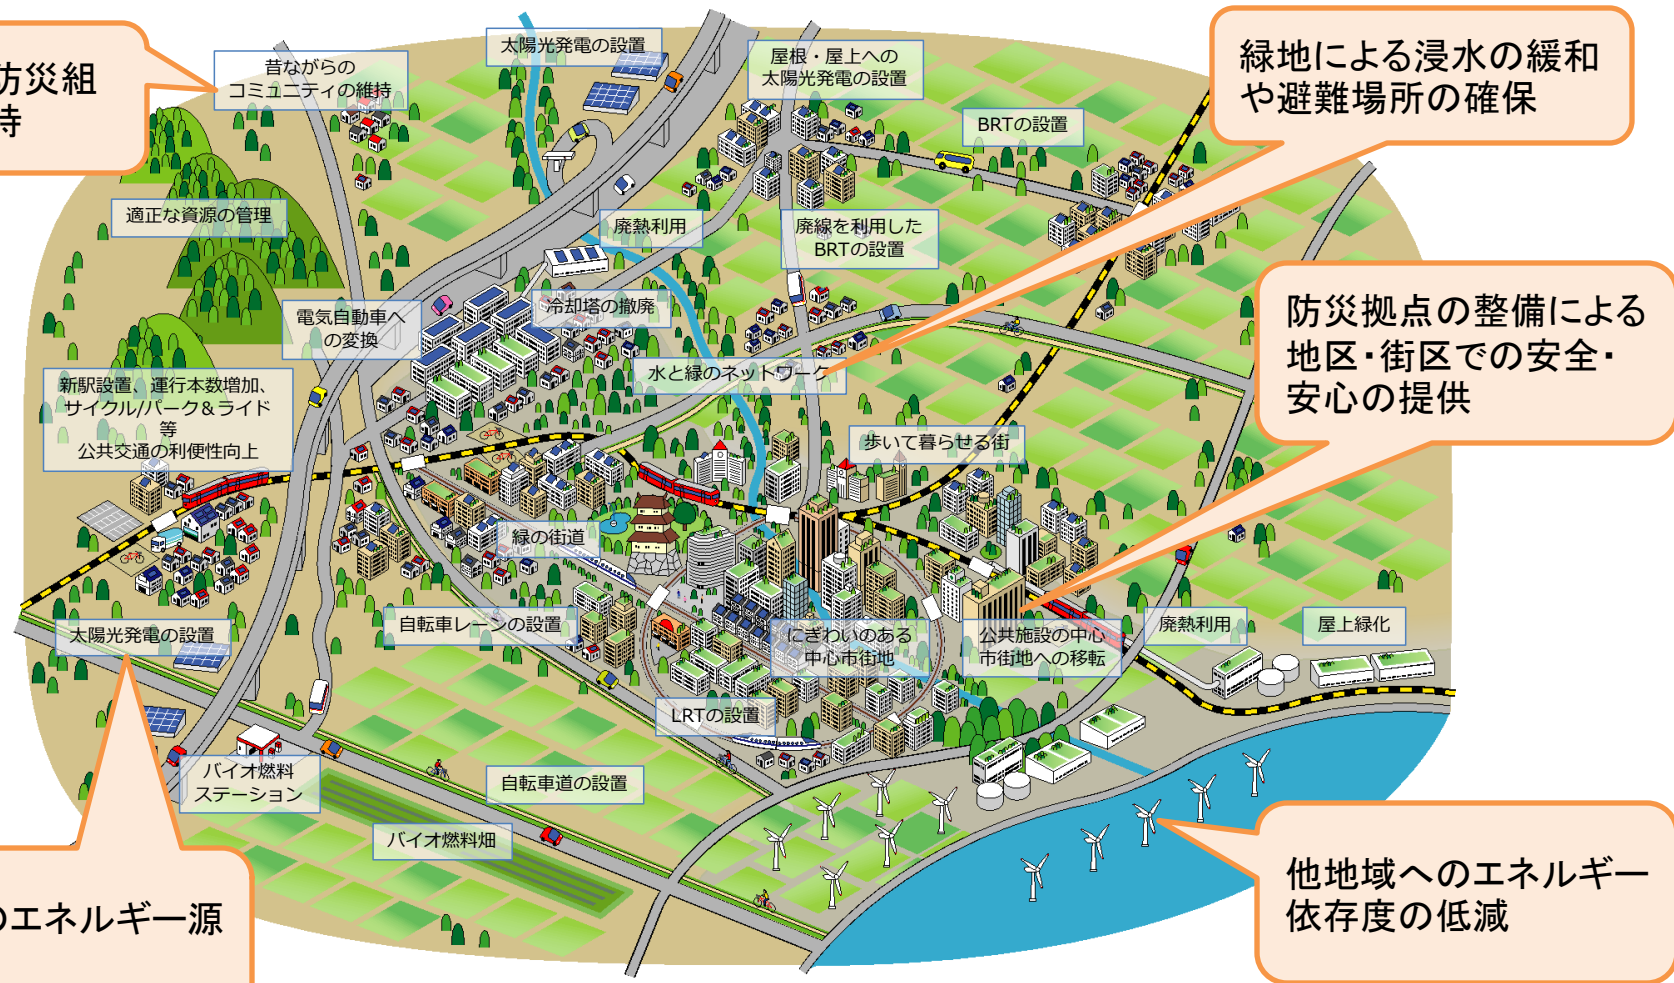 防災組
持
昔ながらの
コミュニティの維持
太陽光発電の設置
屋根・屋上への
太陽光発電の設置
BRTの設置
緑地による浸水の緩和
や避難場所の確保
適正な資源の管理
廃熱利用
廃線を利用した
BRTの設置
電気自動車へ
の変換
冷却塔の撤廃
水と緑のネットワーク
防災拠点の整備による
地区・街区での安全・
安心の提供
新駅設置、運行本数増加、
サイクル/パーク＆ライド
等
公共交通の利便性向上
歩いて暮らせる街
緑の街道
太陽光発電の設置
自転車レーンの設置
にぎわいのある
中心市街地
公共施設の中心
市街地への移転
廃熱利用
屋上緑化
LRTの設置
バイオ燃料
ステーション
自転車道の設置
バイオ燃料畑
のエネルギー源
他地域へのエネルギー
依存度の低減